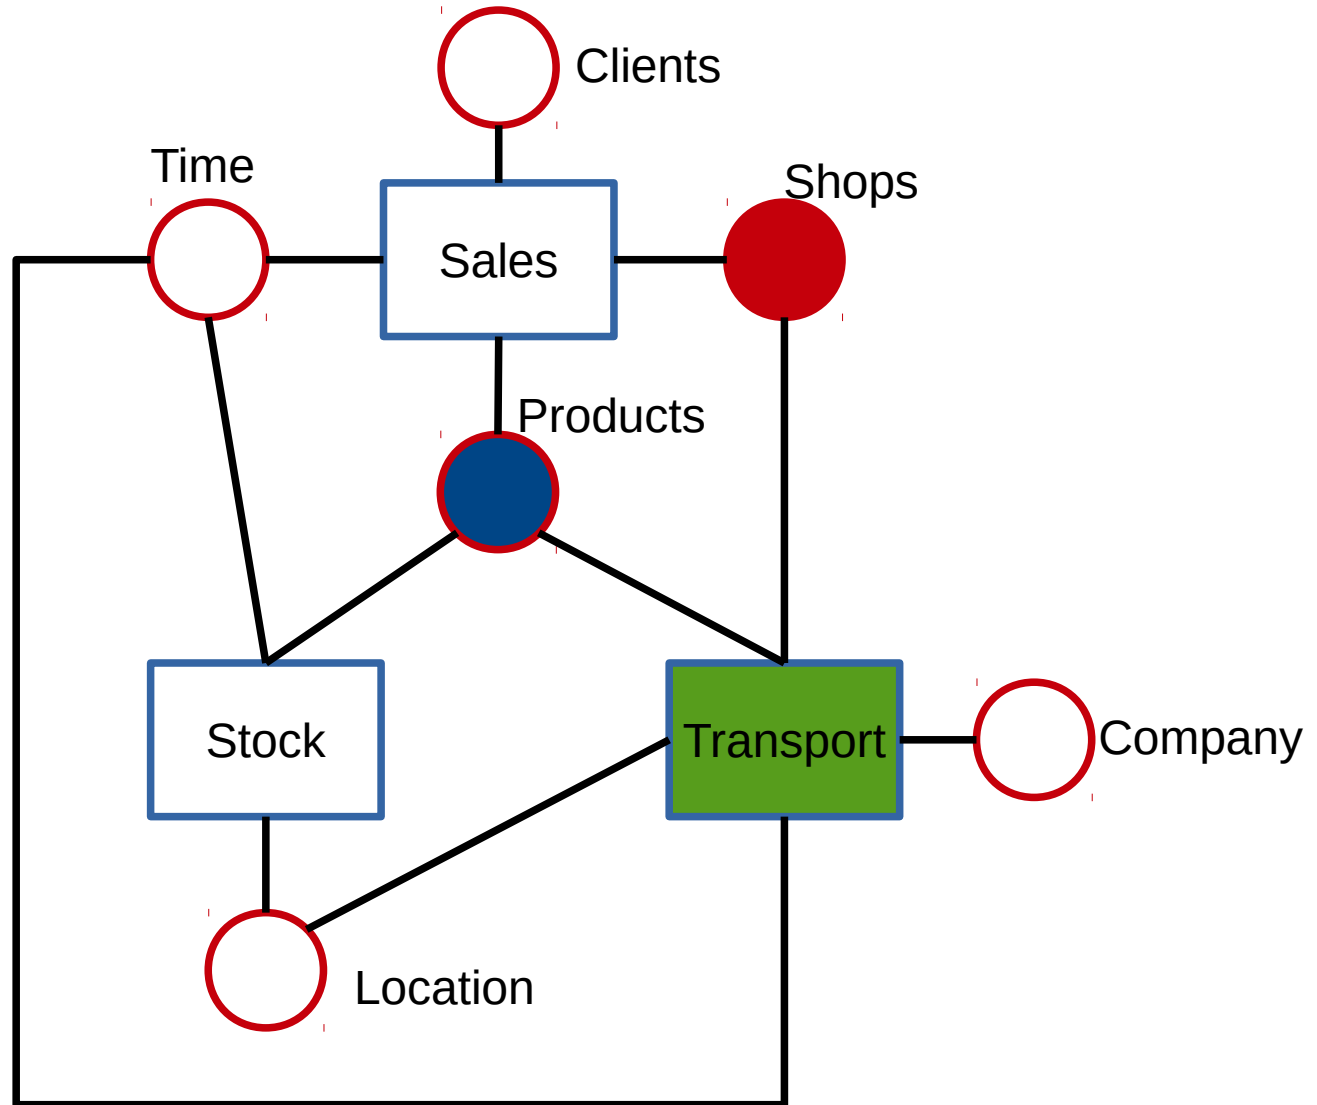 Clients
Time
Shops
Sales
Products
Stock
Transport
Company
Location